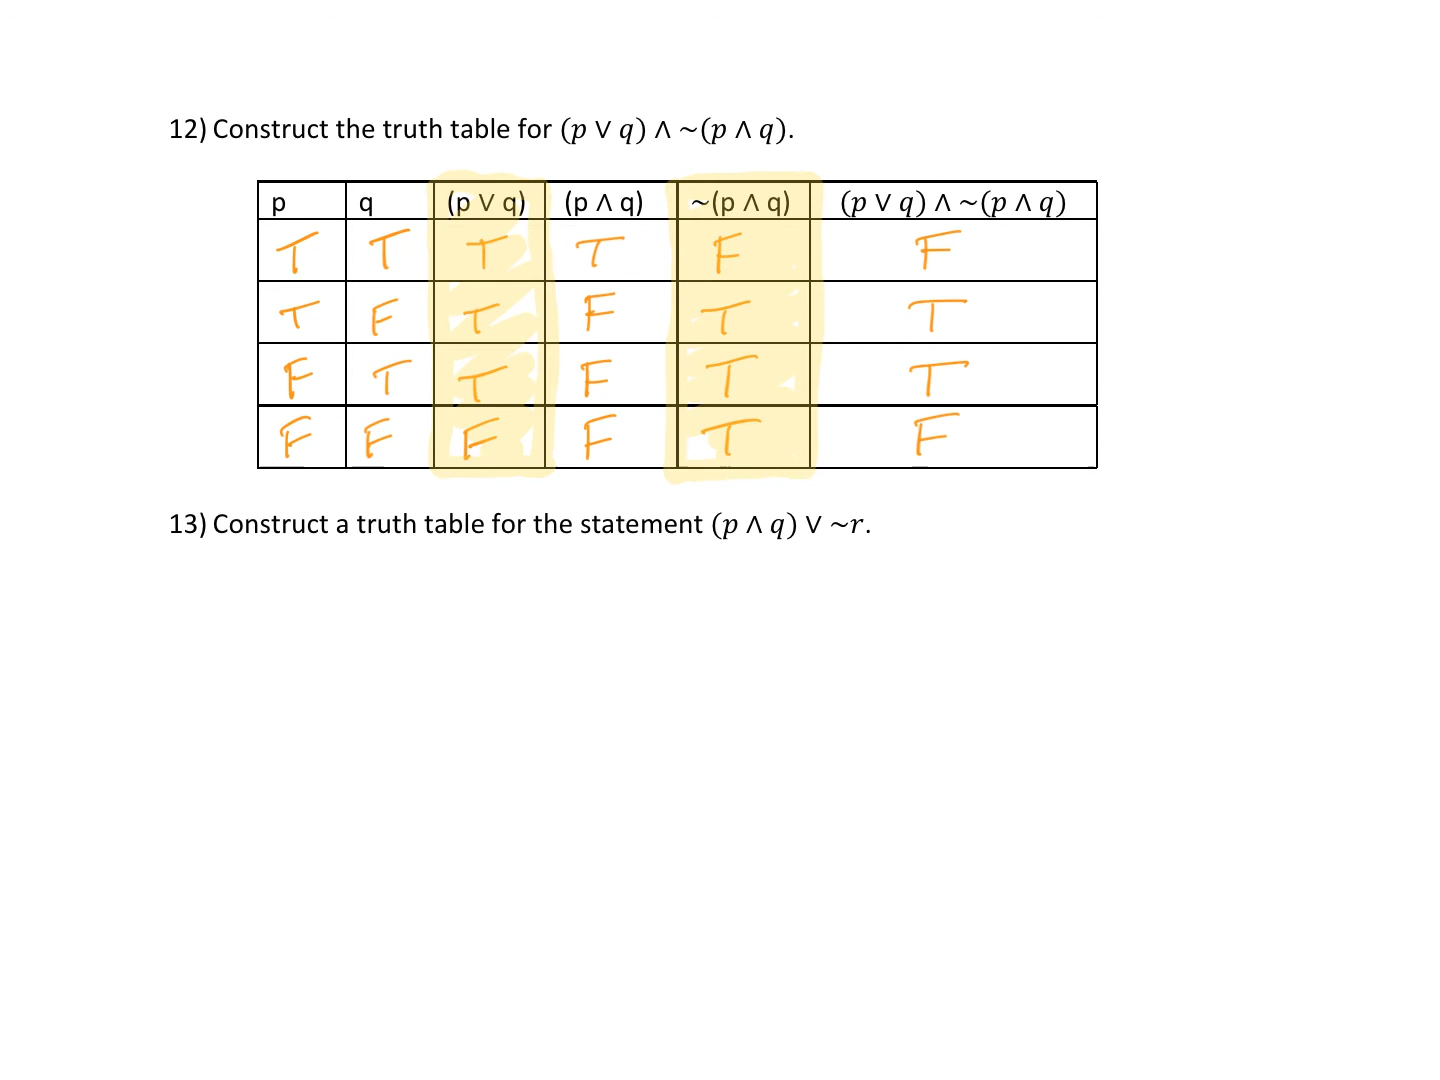 12) Construct the truth table for (p ∨ q) ∧ ~(p ∧ q).
p q (p ∨ q) (p ∧ q) ~(p ∧ q) (p ∨ q) ∧ ~(p ∧ q)
T T T T F F
T F T F T T
F T T F T T
F F F F T F
13) Construct a truth table for the statement (p ∧ q) ∨ ~r.